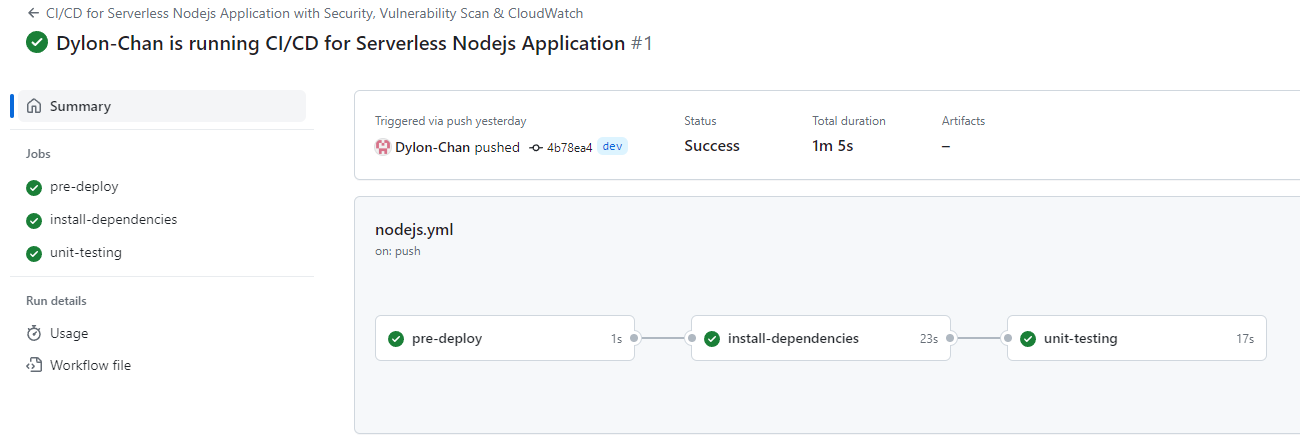 CI/CD for Serverless Nodejs Application with Security, Vulnerability Scan & CloudWatch
Dylon-Chan is running CI/CD for Serverless Nodejs Application #1
Summary
Jobs
pre-deploy
install-dependencies
unit-testing
Run details
Usage
Workflow file
Triggered via push yesterday
Dylon-Chan pushed 4b78ea4 dev
Status
Success
Total duration
1m 5s
Artifacts
–
nodejs.yml
on: push
pre-deploy 1s
install-dependencies 23s
unit-testing 17s